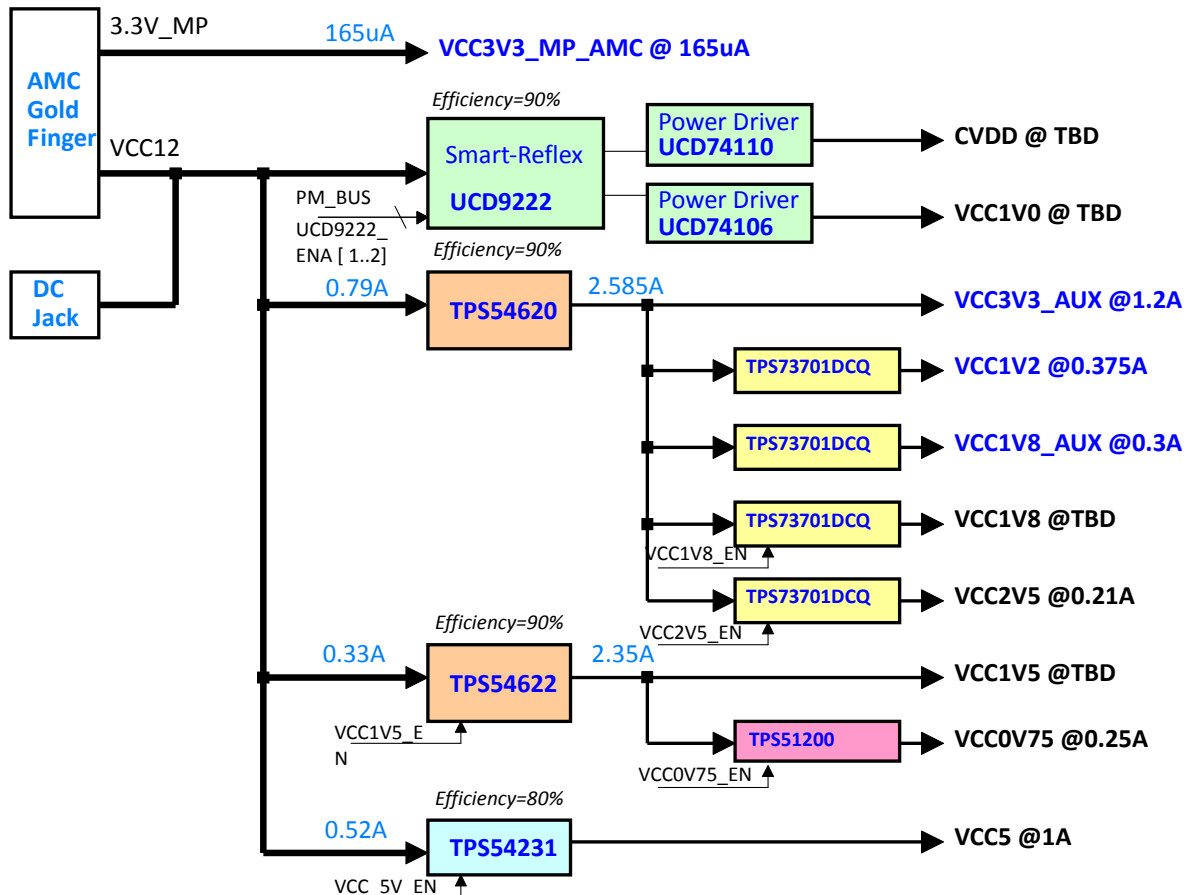 3.3V_MP
165uA
VCC3V3_MP_AMC @ 165uA
AMC
Gold
Finger
VCC12
Efficiency=90%
Smart-Reflex
UCD9222
Power Driver
UCD74110
CVDD @ TBD
Power Driver
UCD74106
VCC1V0 @ TBD
PM_BUS
UCD9222_
ENA [ 1..2]
DC
Jack
Efficiency=90%
0.79A
TPS54620
2.585A
VCC3V3_AUX @1.2A
TPS73701DCQ
VCC1V2 @0.375A
TPS73701DCQ
VCC1V8_AUX @0.3A
TPS73701DCQ
VCC1V8 @TBD
VCC1V8_EN
TPS73701DCQ
VCC2V5 @0.21A
VCC2V5_EN
Efficiency=90%
0.33A
TPS54622
2.35A
VCC1V5 @TBD
VCC1V5_E
N
TPS51200
VCC0V75 @0.25A
VCC0V75_EN
Efficiency=80%
0.52A
TPS54231
VCC5 @1A
VCC_5V_EN